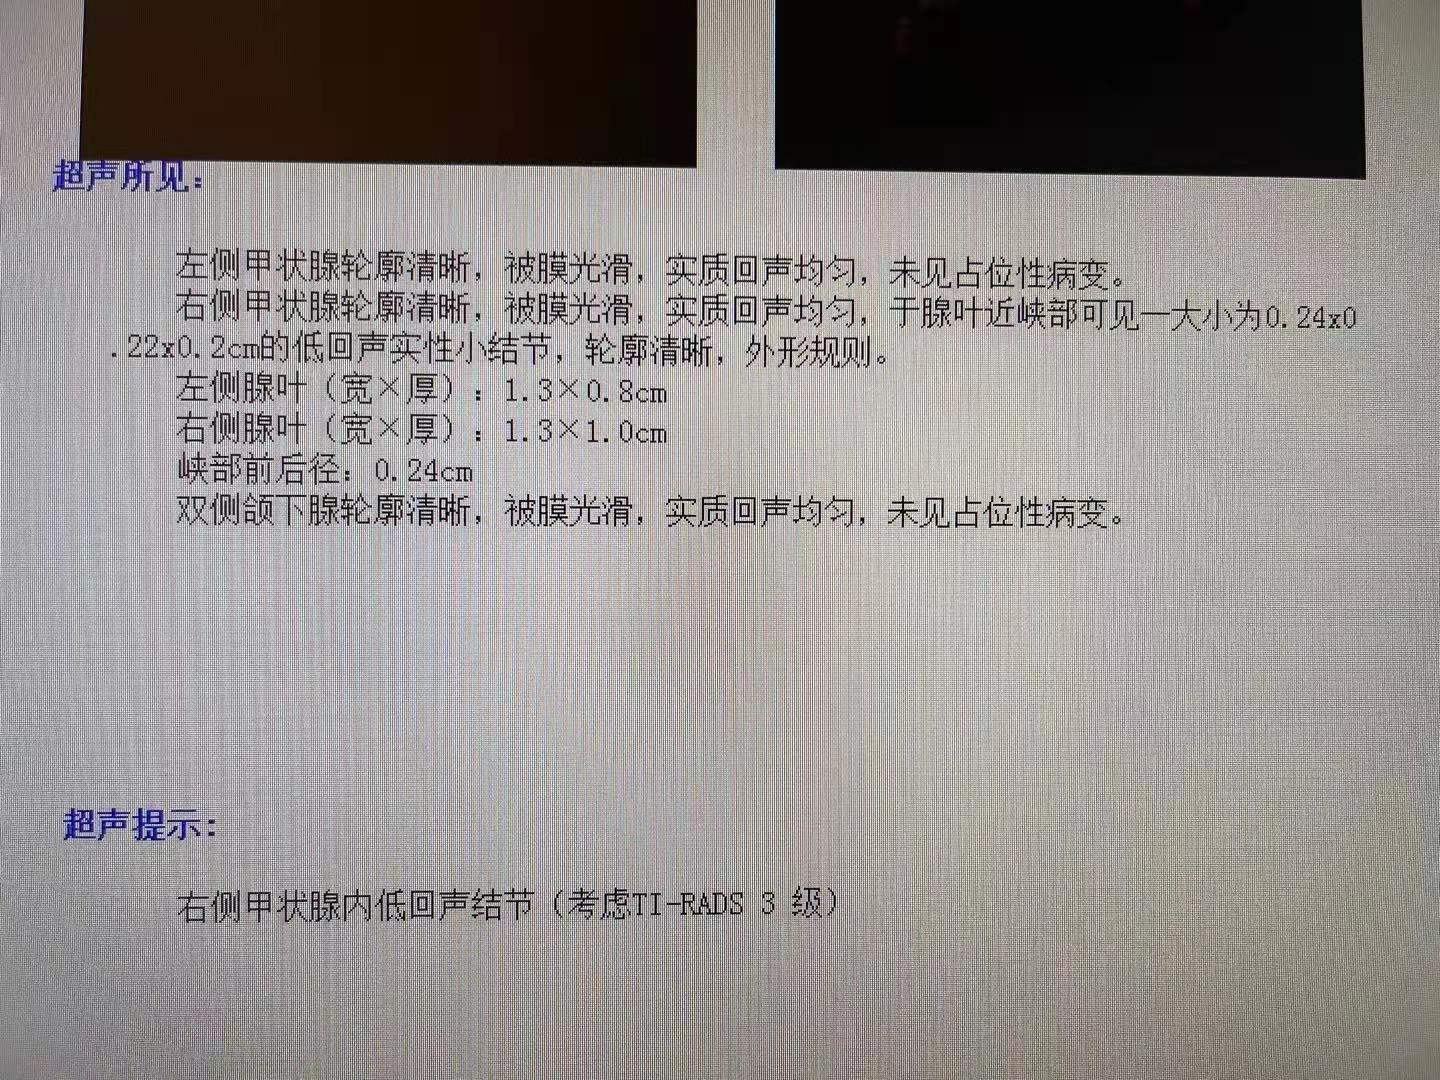 超声所见：
左侧甲状腺轮廓清晰，被膜光滑，实质回声均匀，未见占位性病变。
右侧甲状腺轮廓清晰，被膜光滑，实质回声均匀，于腺叶近峡部可见一大小为0.24x0
.22x0.2cm的低回声实性小结节，轮廓清晰，外形规则。
左侧腺叶（宽×厚）：1.3×0.8cm
右侧腺叶（宽×厚）：1.3×1.0cm
峡部前后径：0.24cm
双侧颌下腺轮廓清晰，被膜光滑，实质回声均匀，未见占位性病变。
超声提示：
右侧甲状腺内低回声结节（考虑TI-RADS 3 级）